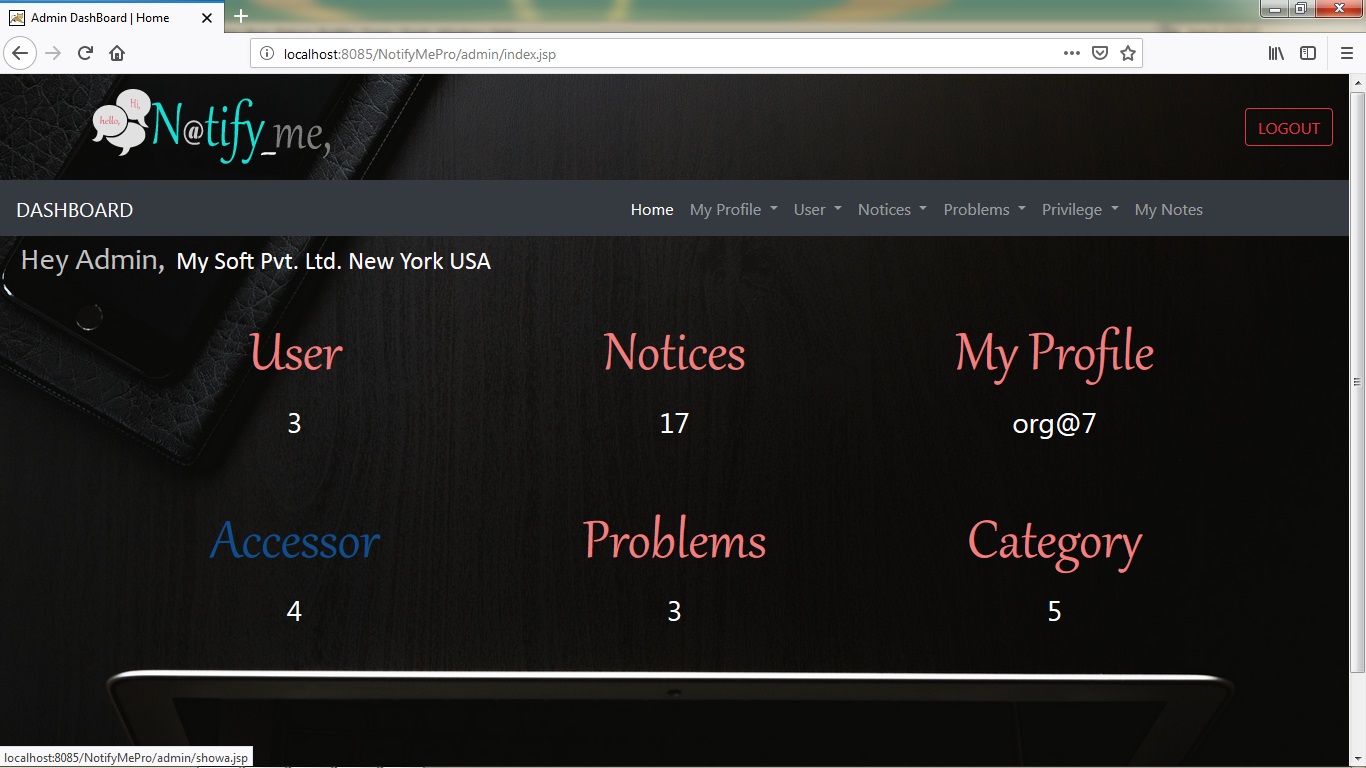 Admin DashBoard | Home
localhost:8085/NotifyMePro/admin/index.jsp
Hi,
hello,
N@tify_me,
LOGOUT
DASHBOARD Home My Profile User Notices Problems Privilege My Notes
Hey Admin, My Soft Pvt. Ltd. New York USA
User Notices My Profile
3 17 org@7
Accessor Problems Category
4 3 5
localhost:8085/NotifyMePro/admin/showa.jsp